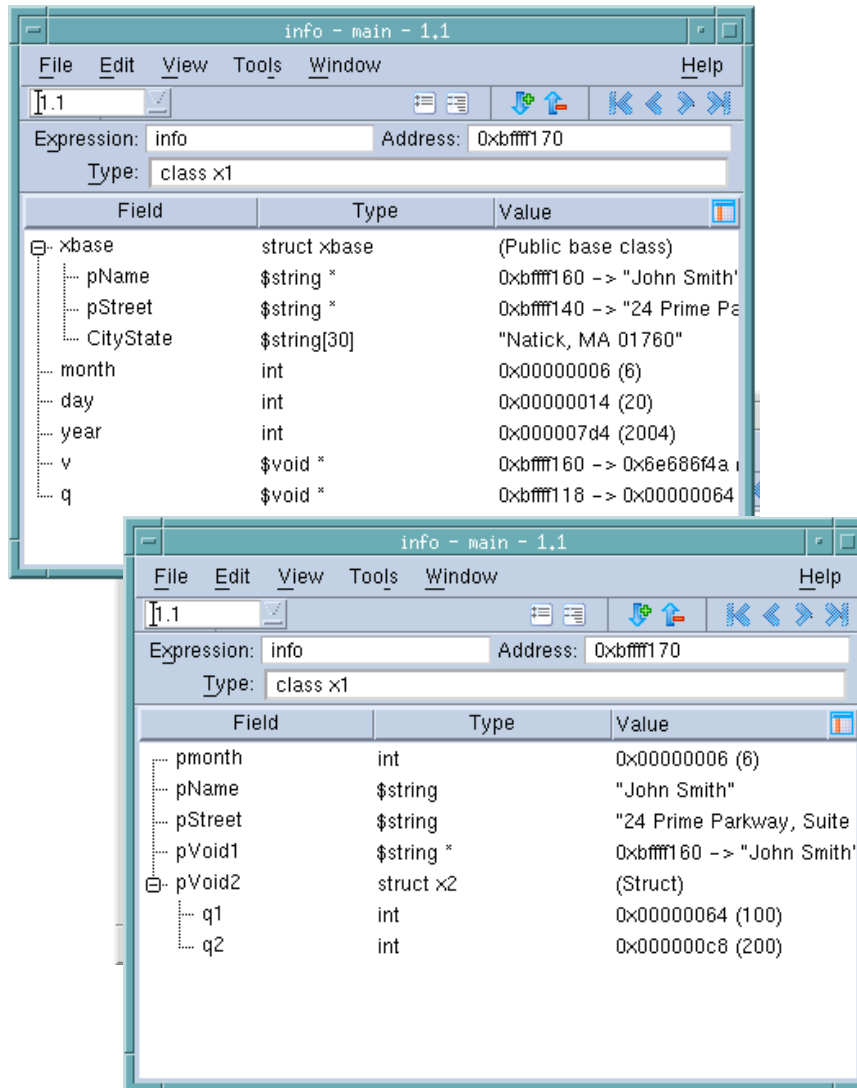 info - main - 1.1
File Edit View Tools Window Help
1.1
Expression: info Address: 0xbffff170
Type: class x1
Field Type Value
xbase struct xbase (Public base class)
pName $string * 0xbffff160 -> "John Smith"
pStreet $string * 0xbffff140 -> "24 Prime Pa
CityState $string[30] "Natick, MA 01760"
month int 0x00000006 (6)
day int 0x00000014 (20)
year int 0x000007d4 (2004)
v $void * 0xbffff160 -> 0x6e686f4a
q $void * 0xbffff118 -> 0x00000064
info - main - 1.1
File Edit View Tools Window Help
1.1
Expression: info Address: 0xbffff170
Type: class x1
Field Type Value
pmonth int 0x00000006 (6)
pName $string "John Smith"
pStreet $string "24 Prime Parkway, Suite
pVoid1 $string * 0xbffff160 -> "John Smith"
pVoid2 struct x2 (Struct)
q1 int 0x00000064 (100)
q2 int 0x000000c8 (200)